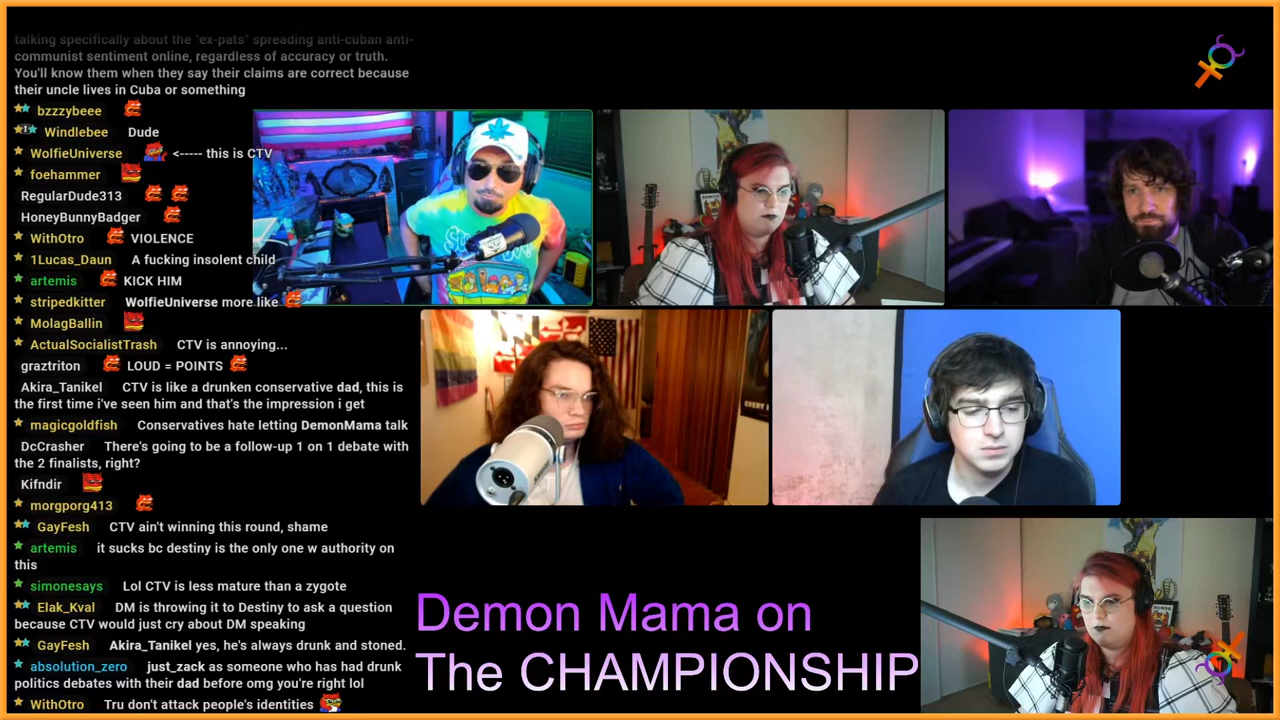 talking specifically about the "ex-pats" spreading anti-cuban anti-
communist sentiment online, regardless of accuracy or truth.
You'll know them when they say their claims are correct because
their uncle lives in Cuba or something
bzzzybeee
Windlebee Dude
WolfieUniverse <----- this is CTV
foehammer
RegularDude313
HoneyBunnyBadger
WithOtro VIOLENCE
1Lucas_Daun A fucking insolent child
artemis KICK HIM
stripedkitter WolfieUniverse more like
MolagBallin
ActualSocialistTrash CTV is annoying...
graztriton LOUD = POINTS
Akira_Tanikel CTV is like a drunken conservative dad, this is
the first time i've seen him and that's the impression i get
magicgoldfish Conservatives hate letting DemonMama talk
DcCrasher There's going to be a follow-up 1 on 1 debate with
the 2 finalists, right?
Kifndir
morgporg413
GayFesh CTV ain't winning this round, shame
artemis it sucks bc destiny is the only one w authority on
this
simonesays Lol CTV is less mature than a zygote
Elak_Kval DM is throwing it to Destiny to ask a question
because CTV would just cry about DM speaking
GayFesh Akira_Tanikel yes, he's always drunk and stoned.
absolution_zero just_zack as someone who has had drunk
politics debates with their dad before omg you're right lol
WithOtro Tru don't attack people's identities
Demon Mama on
The CHAMPIONSHIP